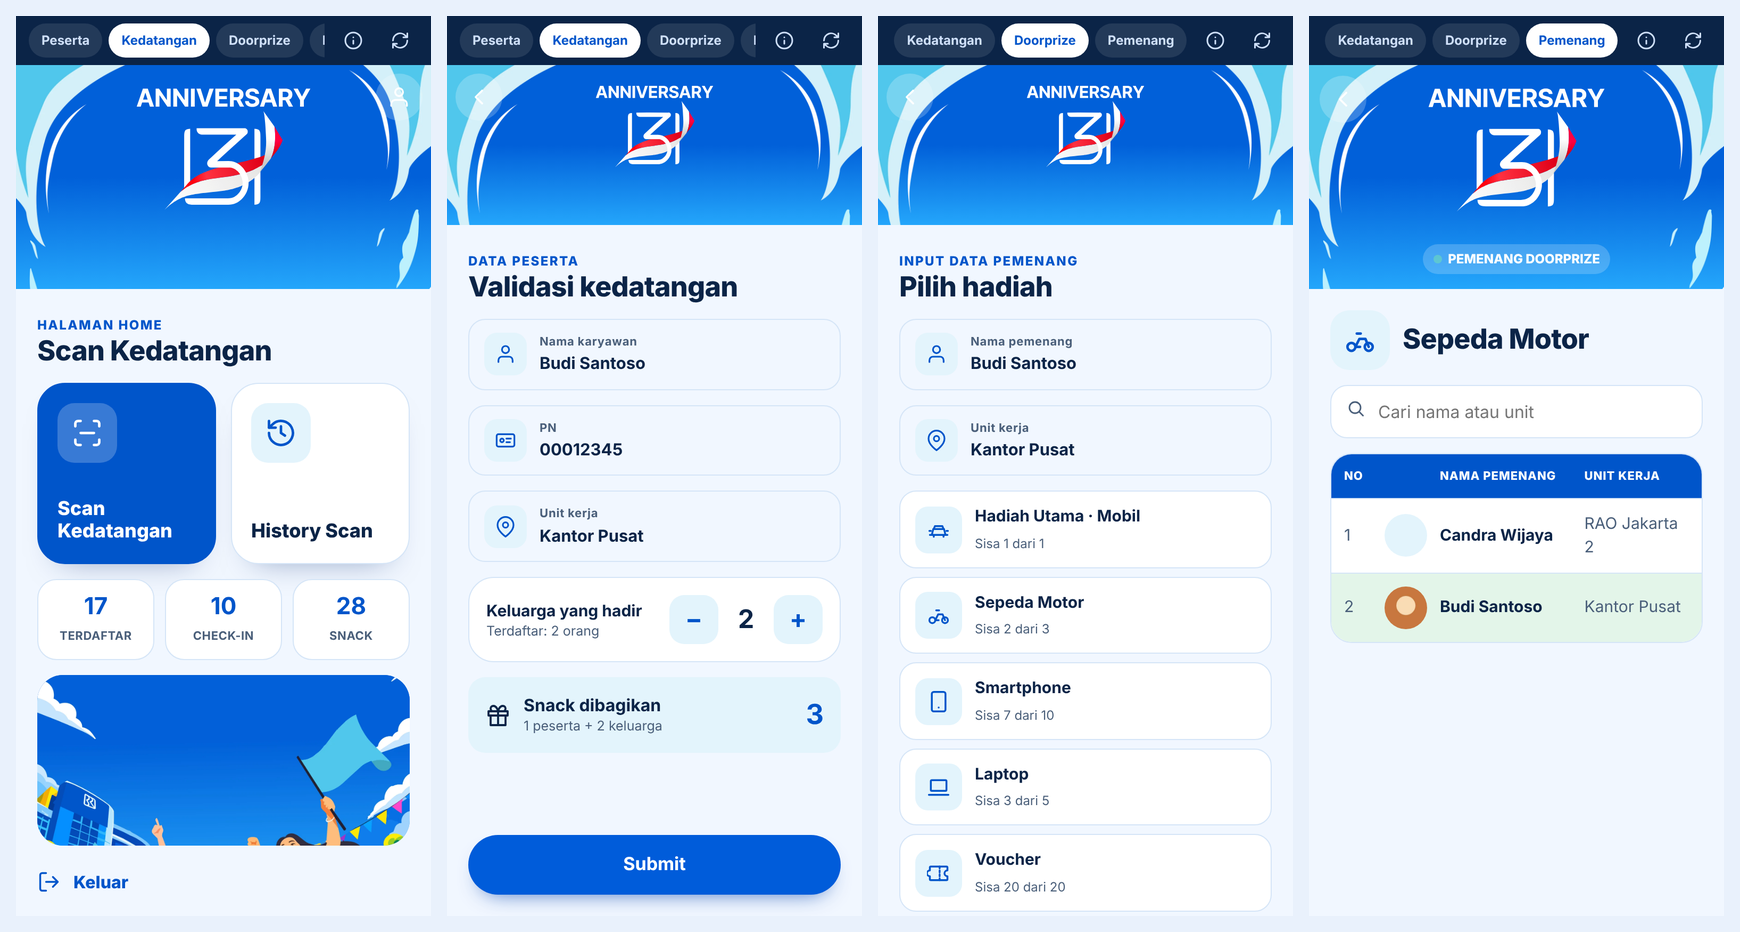 Peserta
Kedatangan
Doorprize
ANNIVERSARY
131
HALAMAN HOME
Scan Kedatangan
Scan
Kedatangan
History Scan
17
TERDAFTAR
10
CHECK-IN
28
SNACK
Keluar
Peserta
Kedatangan
Doorprize
ANNIVERSARY
131
DATA PESERTA
Validasi kedatangan
Nama karyawan
Budi Santoso
PN
00012345
Unit kerja
Kantor Pusat
Keluarga yang hadir
Terdaftar: 2 orang
− 2 +
Snack dibagikan
1 peserta + 2 keluarga
3
Submit
Kedatangan
Doorprize
Pemenang
ANNIVERSARY
131
INPUT DATA PEMENANG
Pilih hadiah
Nama pemenang
Budi Santoso
Unit kerja
Kantor Pusat
Hadiah Utama · Mobil
Sisa 1 dari 1
Sepeda Motor
Sisa 2 dari 3
Smartphone
Sisa 7 dari 10
Laptop
Sisa 3 dari 5
Voucher
Sisa 20 dari 20
Kedatangan
Doorprize
Pemenang
ANNIVERSARY
131
PEMENANG DOORPRIZE
Sepeda Motor
Cari nama atau unit
NO NAMA PEMENANG UNIT KERJA
1 Candra Wijaya RAO Jakarta
2
2 Budi Santoso Kantor Pusat